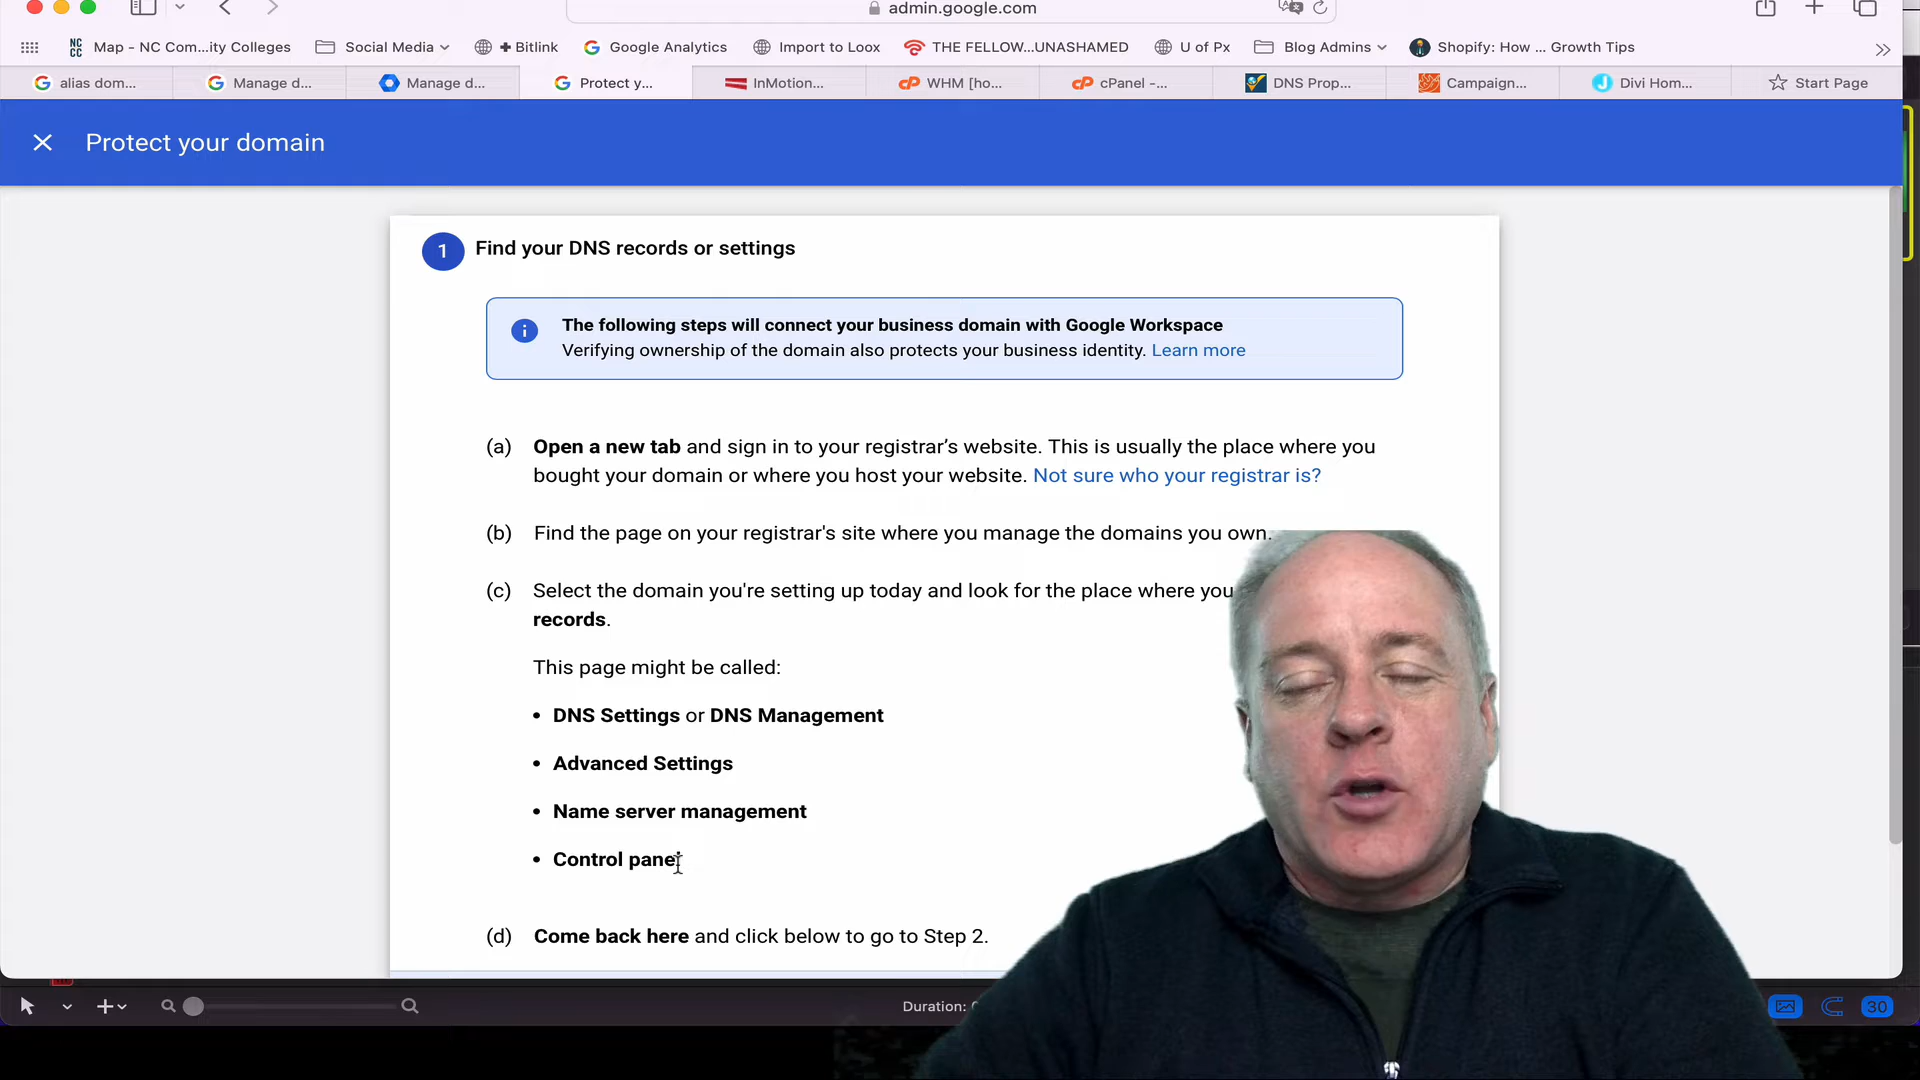 admin.google.com
NC CC Map - NC Com...ity Colleges
Social Media
+ Bitlink
Google Analytics
Import to Loox
THE FELLOW...UNASHAMED
U of Px
Blog Admins
Shopify: How ... Growth Tips
alias dom...
Manage d...
Manage d...
Protect y...
InMotion...
WHM [ho...
cPanel -...
DNS Prop...
Campaign...
Divi Hom...
Start Page
Protect your domain
1 Find your DNS records or settings
The following steps will connect your business domain with Google Workspace
Verifying ownership of the domain also protects your business identity. Learn more
(a) Open a new tab and sign in to your registrar’s website. This is usually the place where you
bought your domain or where you host your website. Not sure who your registrar is?
(b) Find the page on your registrar's site where you manage the domains you own.
(c) Select the domain you're setting up today and look for the place where you
records.
This page might be called:
• DNS Settings or DNS Management
• Advanced Settings
• Name server management
• Control panel
(d) Come back here and click below to go to Step 2.
Duration:
30